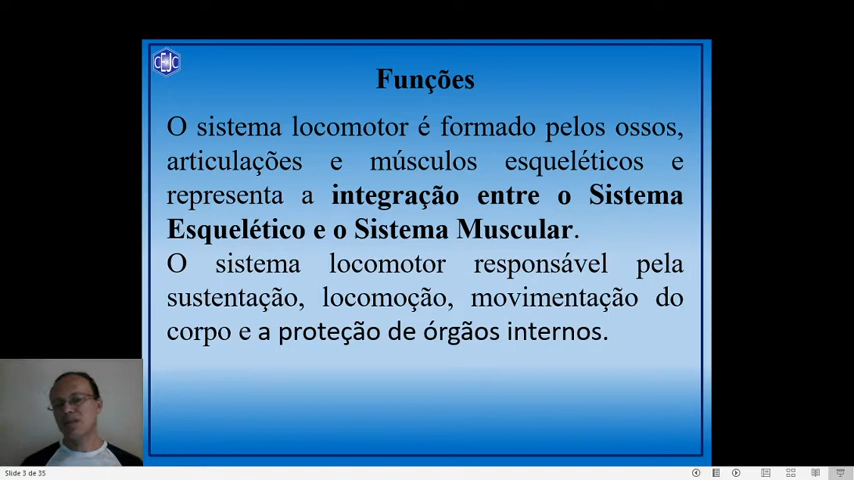 CEJC
Funções
O sistema locomotor é formado pelos ossos,
articulações e músculos esqueléticos e
representa a integração entre o Sistema
Esquelético e o Sistema Muscular.
O sistema locomotor responsável pela
sustentação, locomoção, movimentação do
corpo e a proteção de órgãos internos.
Slide 3 de 35